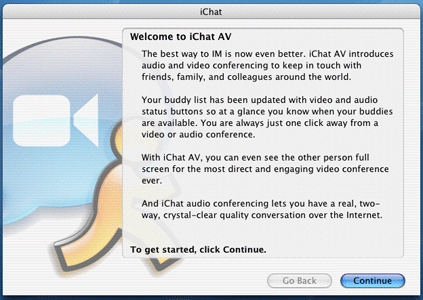 iChat
Welcome to iChat AV
The best way to IM is now even better. iChat AV introduces
audio and video conferencing to keep in touch with
friends, family, and colleagues around the world.
Your buddy list has been updated with video and audio
status buttons so at a glance you know when your buddies
are available. You are always just one click away from a
video or audio conference.
With iChat AV, you can even see the other person full
screen for the most direct and engaging video conference
ever.
And iChat audio conferencing lets you have a real, two-
way, crystal-clear quality conversation over the Internet.
To get started, click Continue.
Go Back
Continue